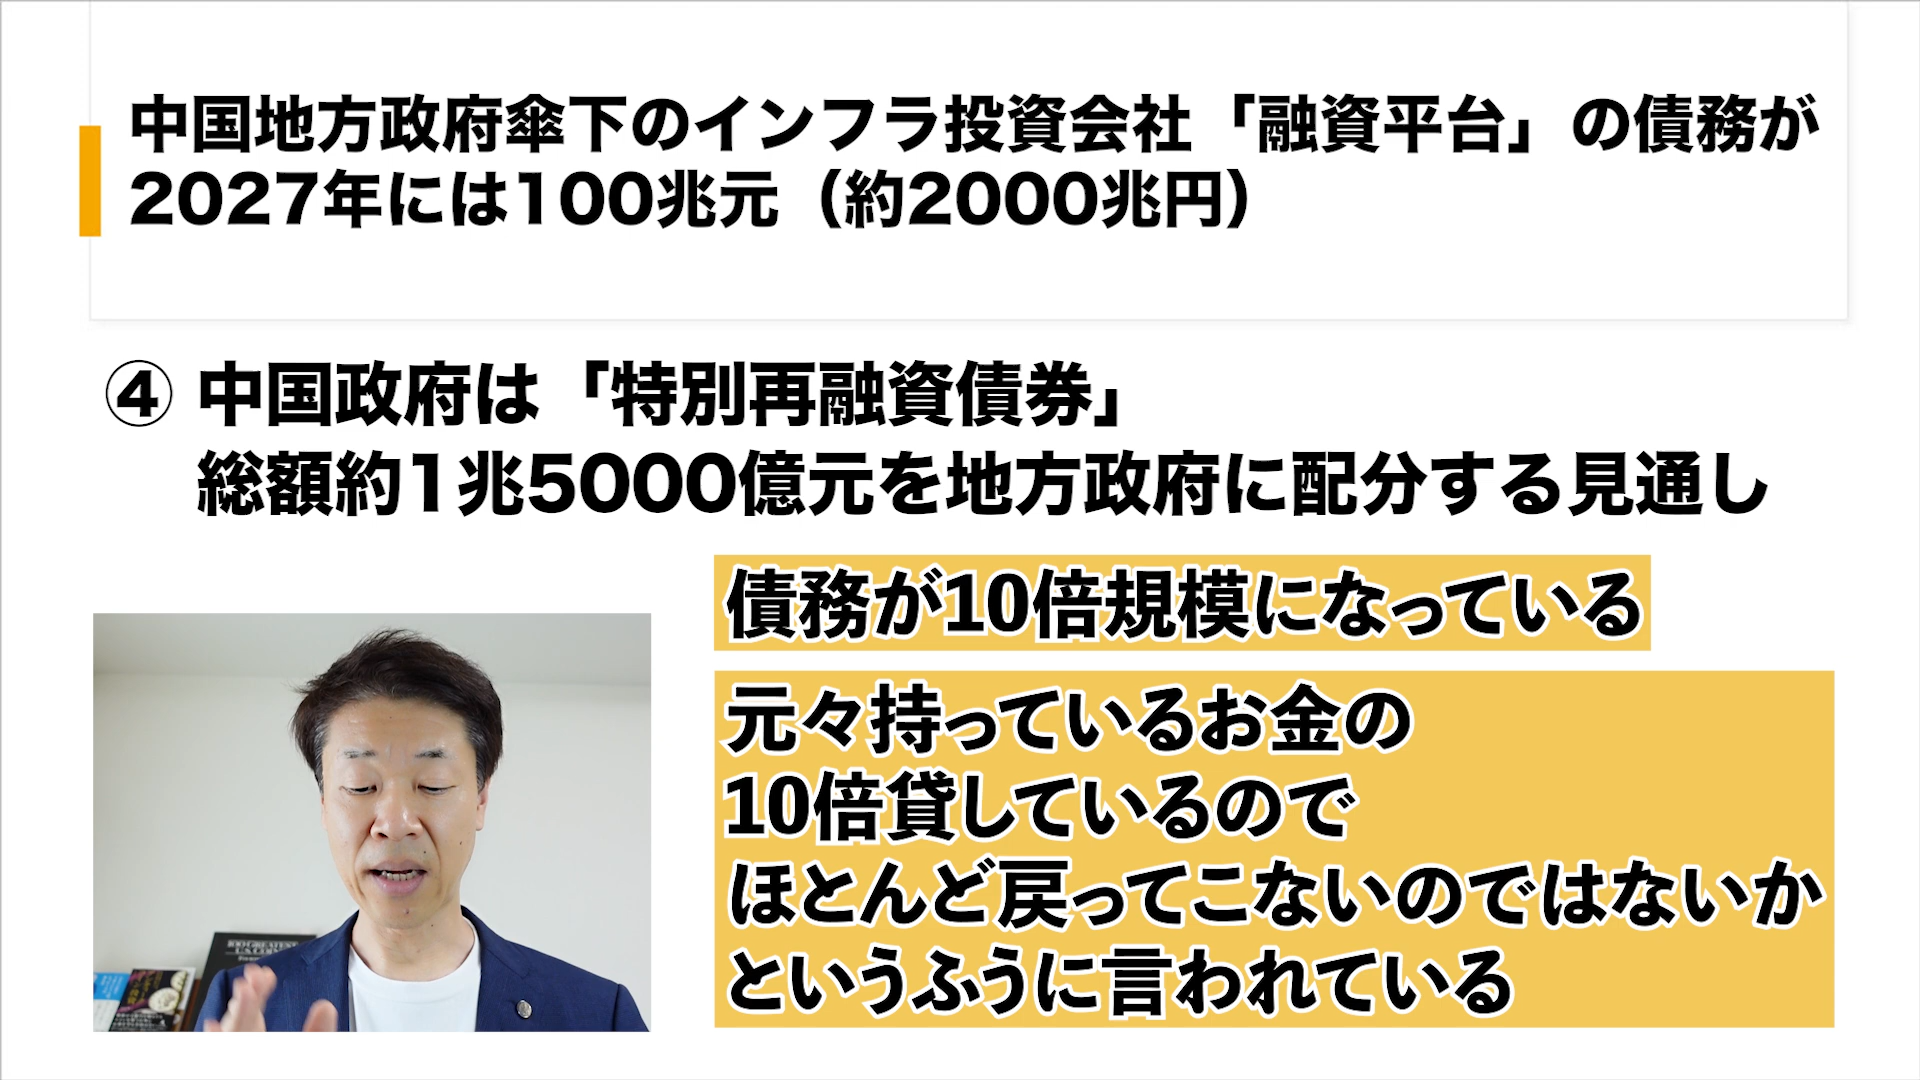 中国地方政府傘下のインフラ投資会社「融資平台」の債務が
2027年には100兆元（約2000兆円）
④ 中国政府は「特別再融資債券」
総額約1兆5000億元を地方政府に配分する見通し
債務が10倍規模になっている
元々持っているお金の
10倍貸しているので
ほとんど戻ってこないのではないか
というふうに言われている
100 GREATEST